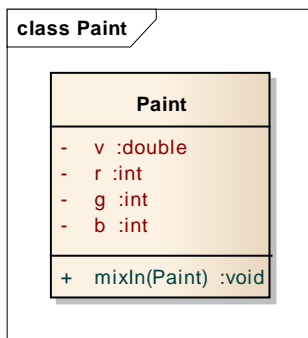 class Paint
Paint
- v :double
- r :int
- g :int
- b :int
+ mixIn(Paint) :void